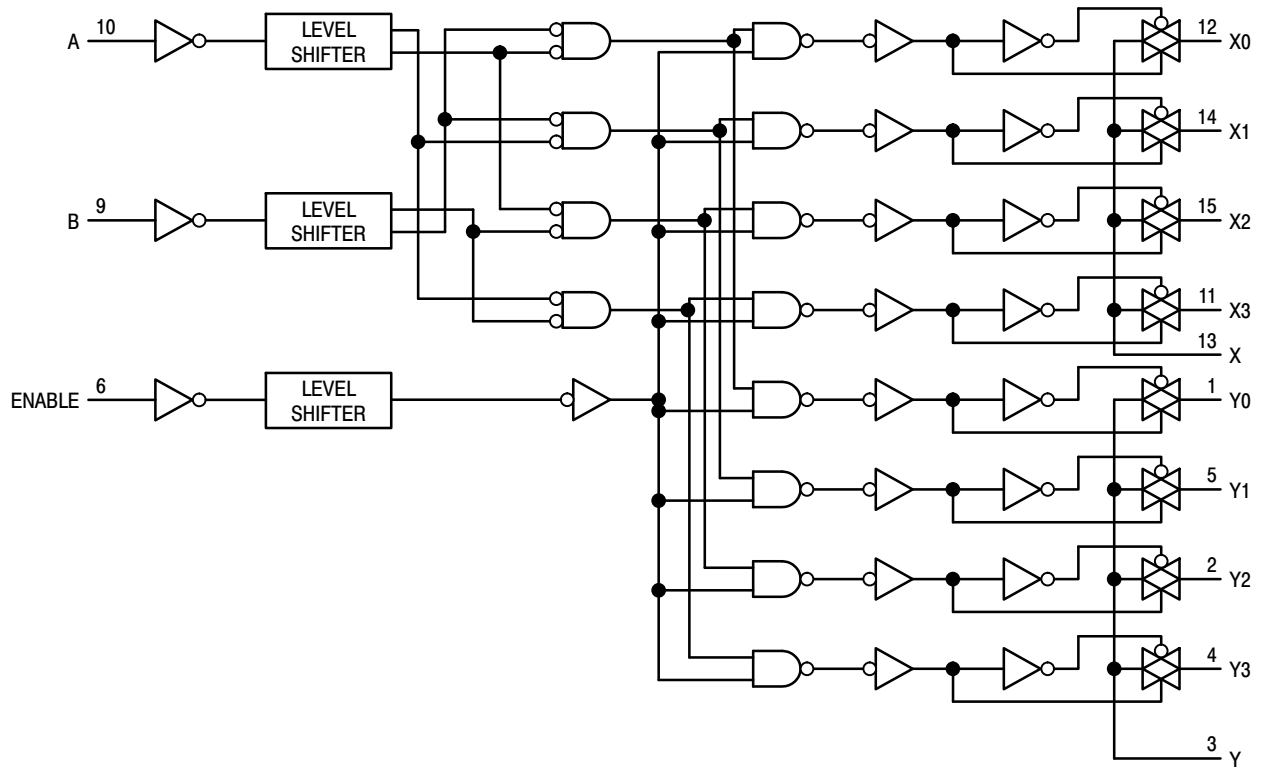 A 10
LEVEL
SHIFTER
12 X0
14 X1
B 9
LEVEL
SHIFTER
15 X2
11 X3
13 X
ENABLE 6
LEVEL
SHIFTER
1 Y0
5 Y1
2 Y2
4 Y3
3 Y